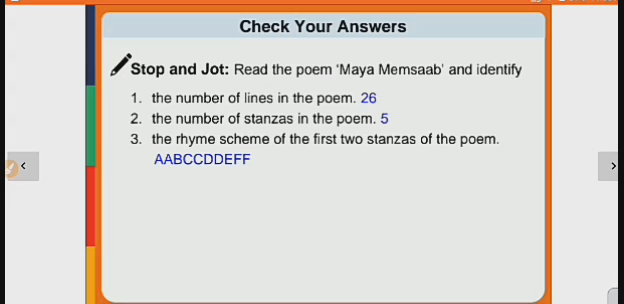 Check Your Answers
Stop and Jot: Read the poem 'Maya Memsaab' and identify
1. the number of lines in the poem. 26
2. the number of stanzas in the poem. 5
3. the rhyme scheme of the first two stanzas of the poem.
AABCCDDEFF